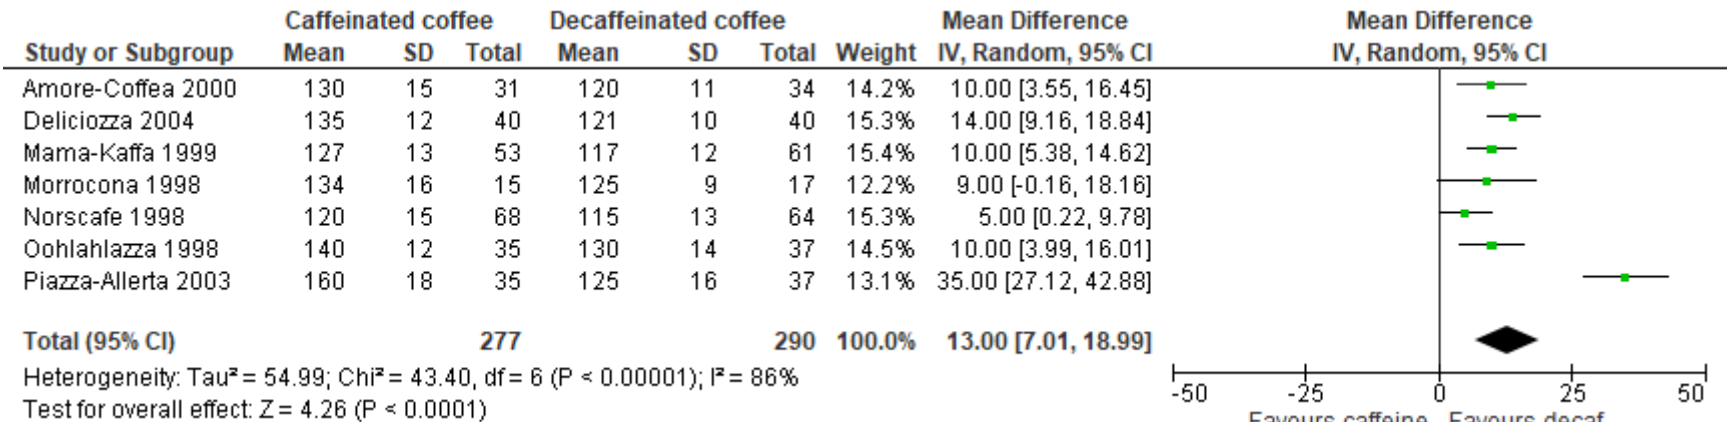 Caffeinated coffee Decaffeinated coffee Mean Difference Mean Difference
Study or Subgroup Mean SD Total Mean SD Total Weight IV, Random, 95% CI IV, Random, 95% CI
Amore-Coffea 2000 130 15 31 120 11 34 14.2% 10.00 [3.55, 16.45]
Deliciozza 2004 135 12 40 121 10 40 15.3% 14.00 [9.16, 18.84]
Mama-Kaffa 1999 127 13 53 117 12 61 15.4% 10.00 [5.38, 14.62]
Morrocona 1998 134 16 15 125 9 17 12.2% 9.00 [-0.16, 18.16]
Norscafe 1998 120 15 68 115 13 64 15.3% 5.00 [0.22, 9.78]
Oohlahlazza 1998 140 12 35 130 14 37 14.5% 10.00 [3.99, 16.01]
Piazza-Allerta 2003 160 18 35 125 16 37 13.1% 35.00 [27.12, 42.88]
Total (95% CI) 277 290 100.0% 13.00 [7.01, 18.99]
Heterogeneity: Tau² = 54.99; Chi² = 43.40, df = 6 (P < 0.00001); I² = 86%
Test for overall effect: Z = 4.26 (P < 0.0001)
-50 -25 0 25 50
Favours caffeine Favours decaf